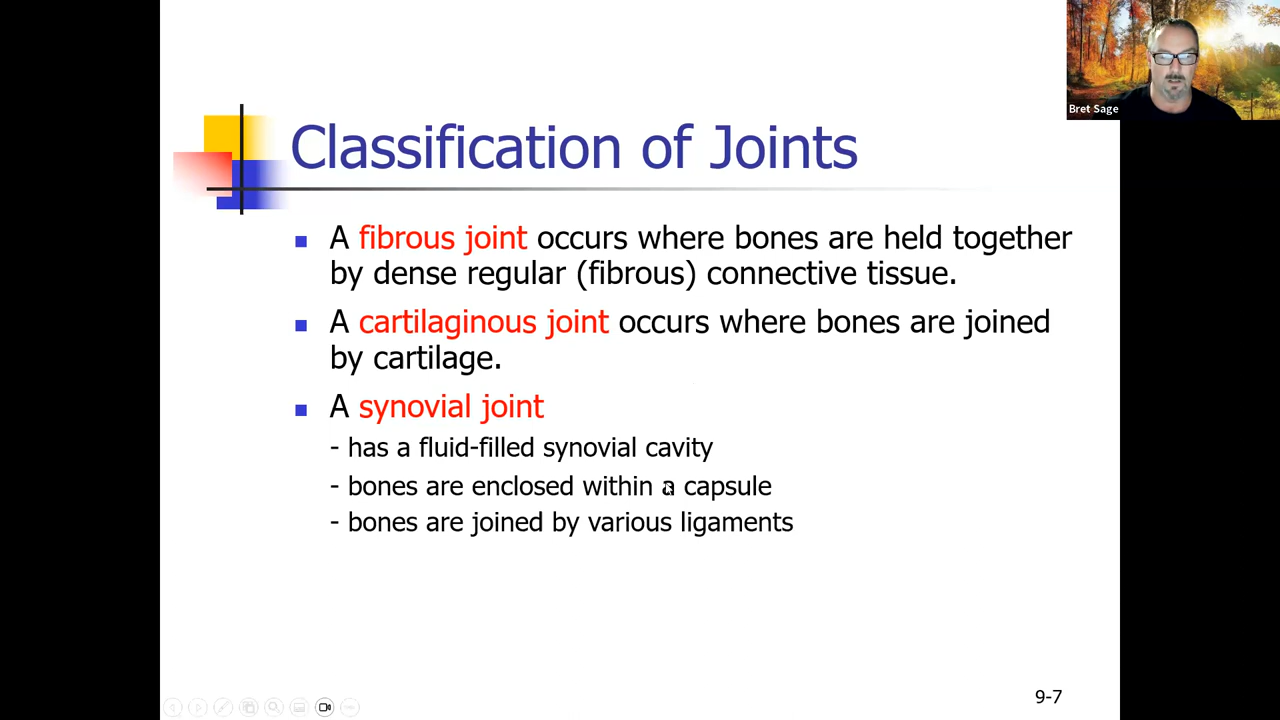 Bret Sage
Classification of Joints
A fibrous joint occurs where bones are held together
by dense regular (fibrous) connective tissue.
A cartilaginous joint occurs where bones are joined
by cartilage.
A synovial joint
- has a fluid-filled synovial cavity
- bones are enclosed within a capsule
- bones are joined by various ligaments
9-7